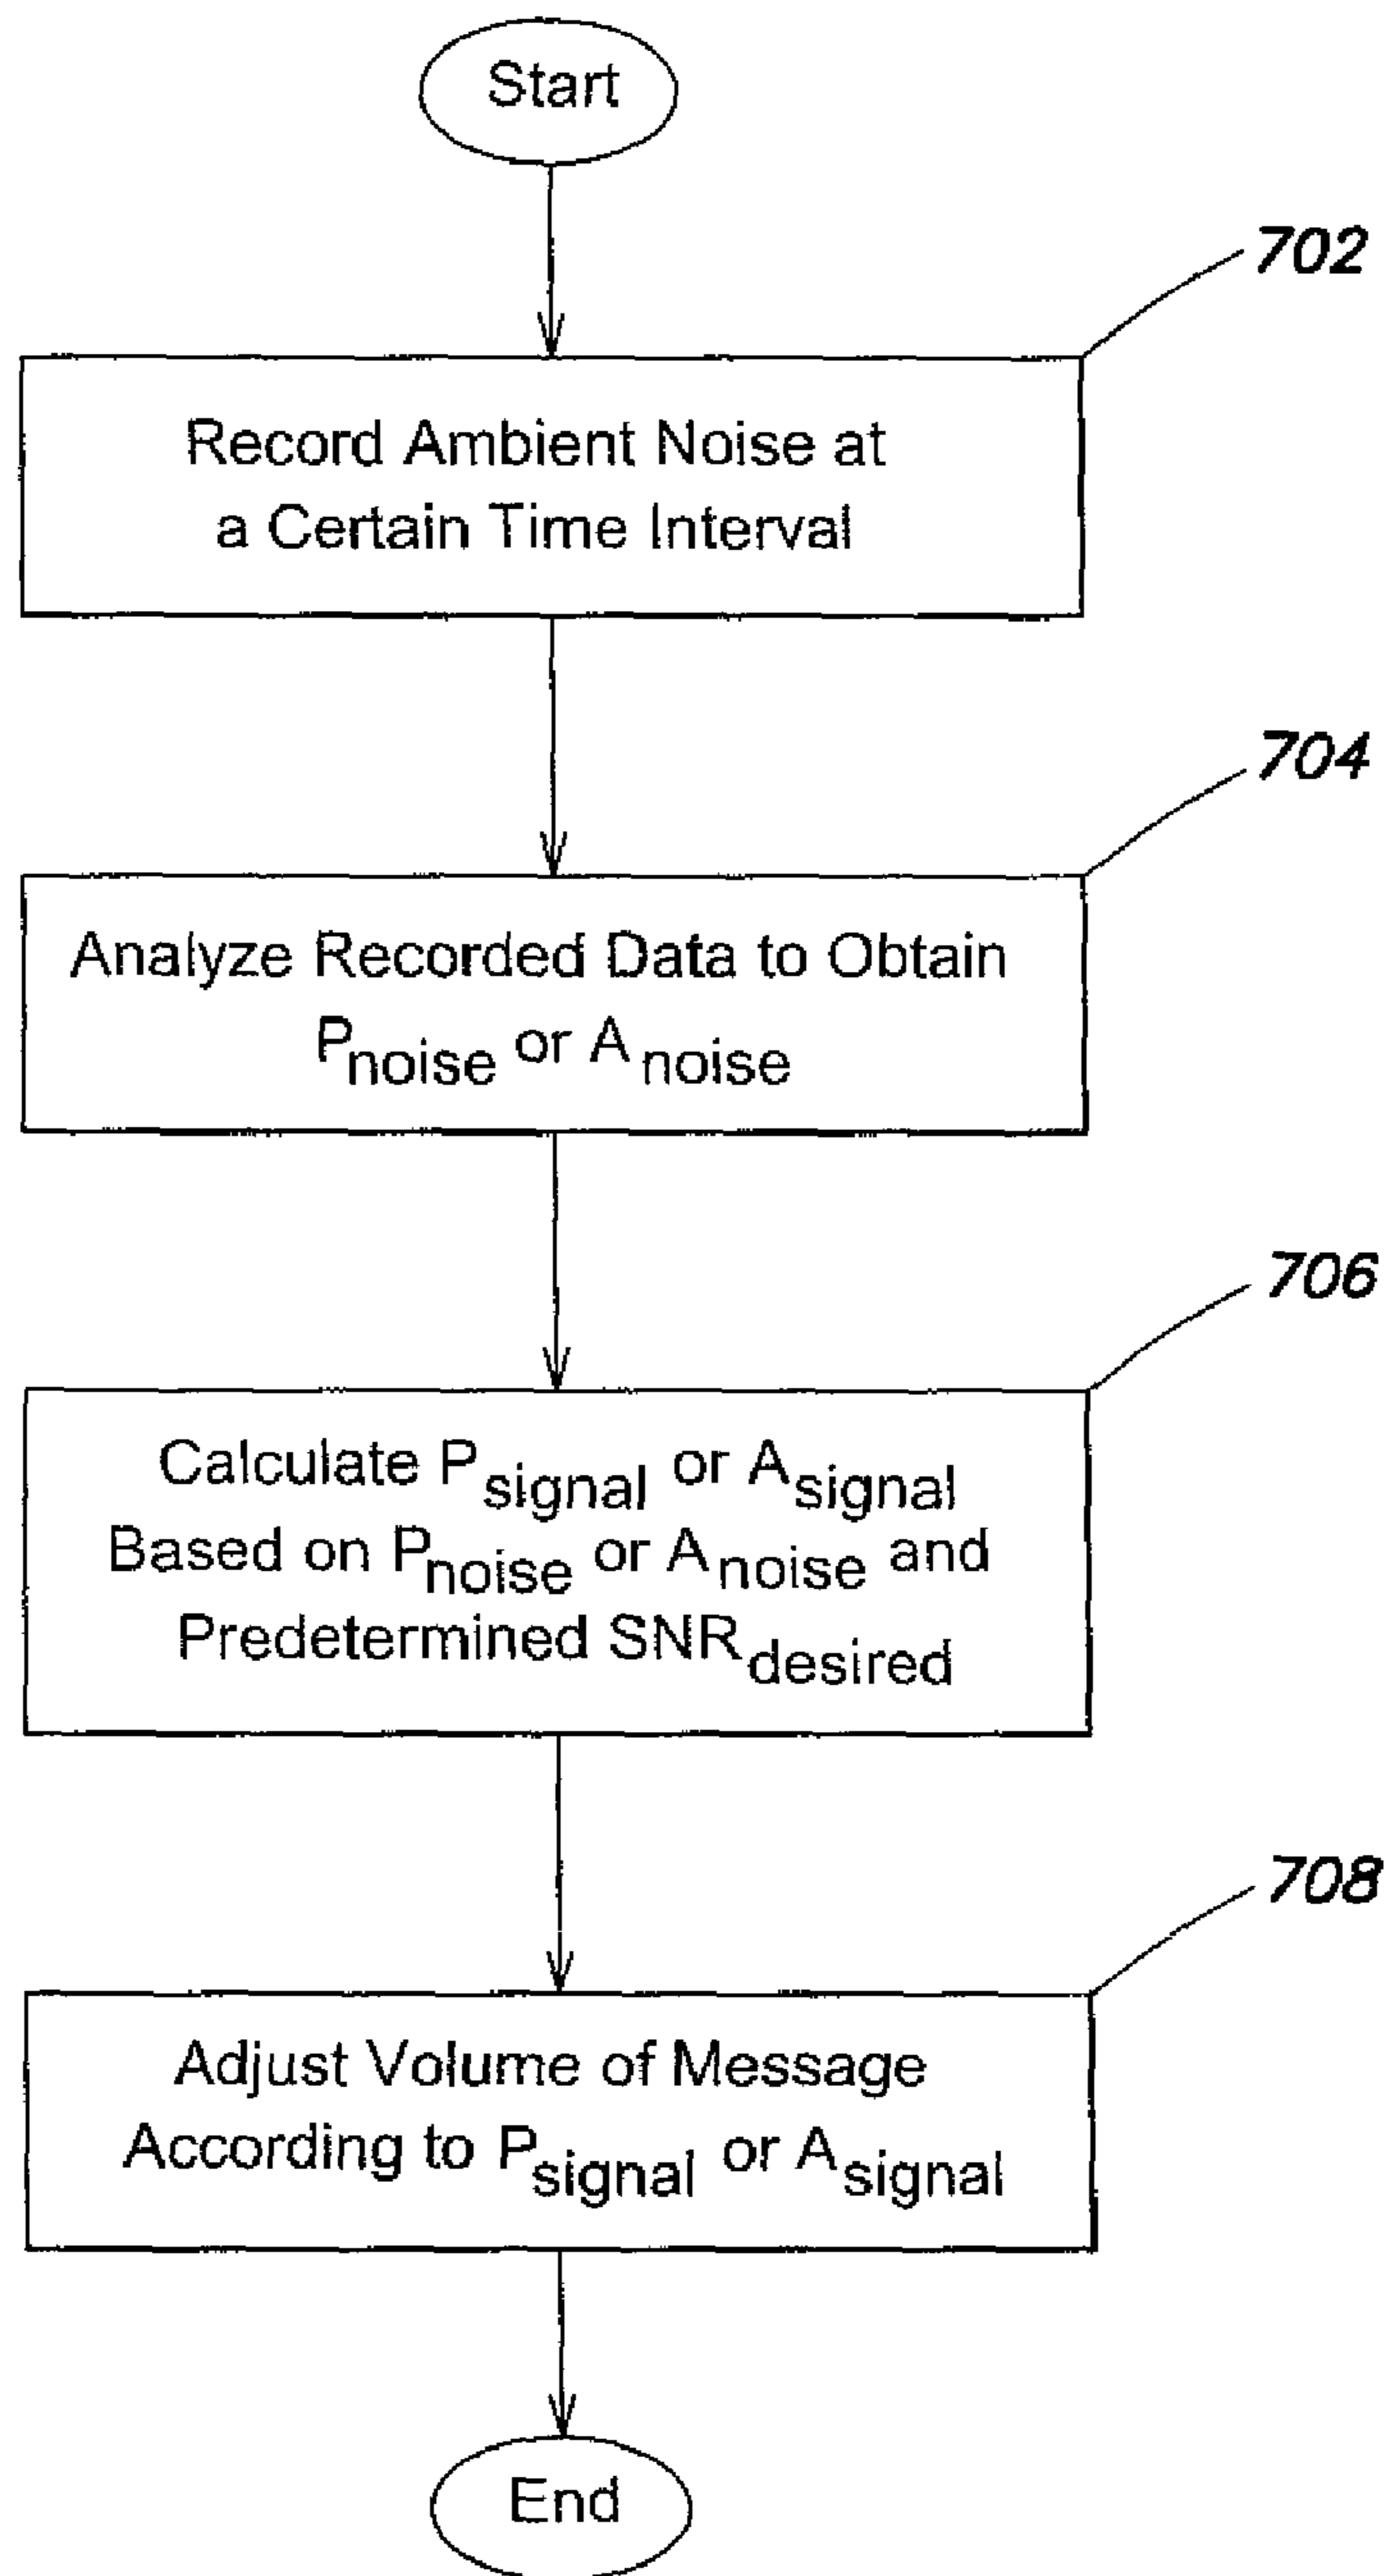 Start
702
Record Ambient Noise at
a Certain Time Interval
704
Analyze Recorded Data to Obtain
Pnoise or Anoise
706
Calculate Psignal or Asignal
Based on Pnoise or Anoise and
Predetermined SNRdesired
708
Adjust Volume of Message
According to Psignal or Asignal
End